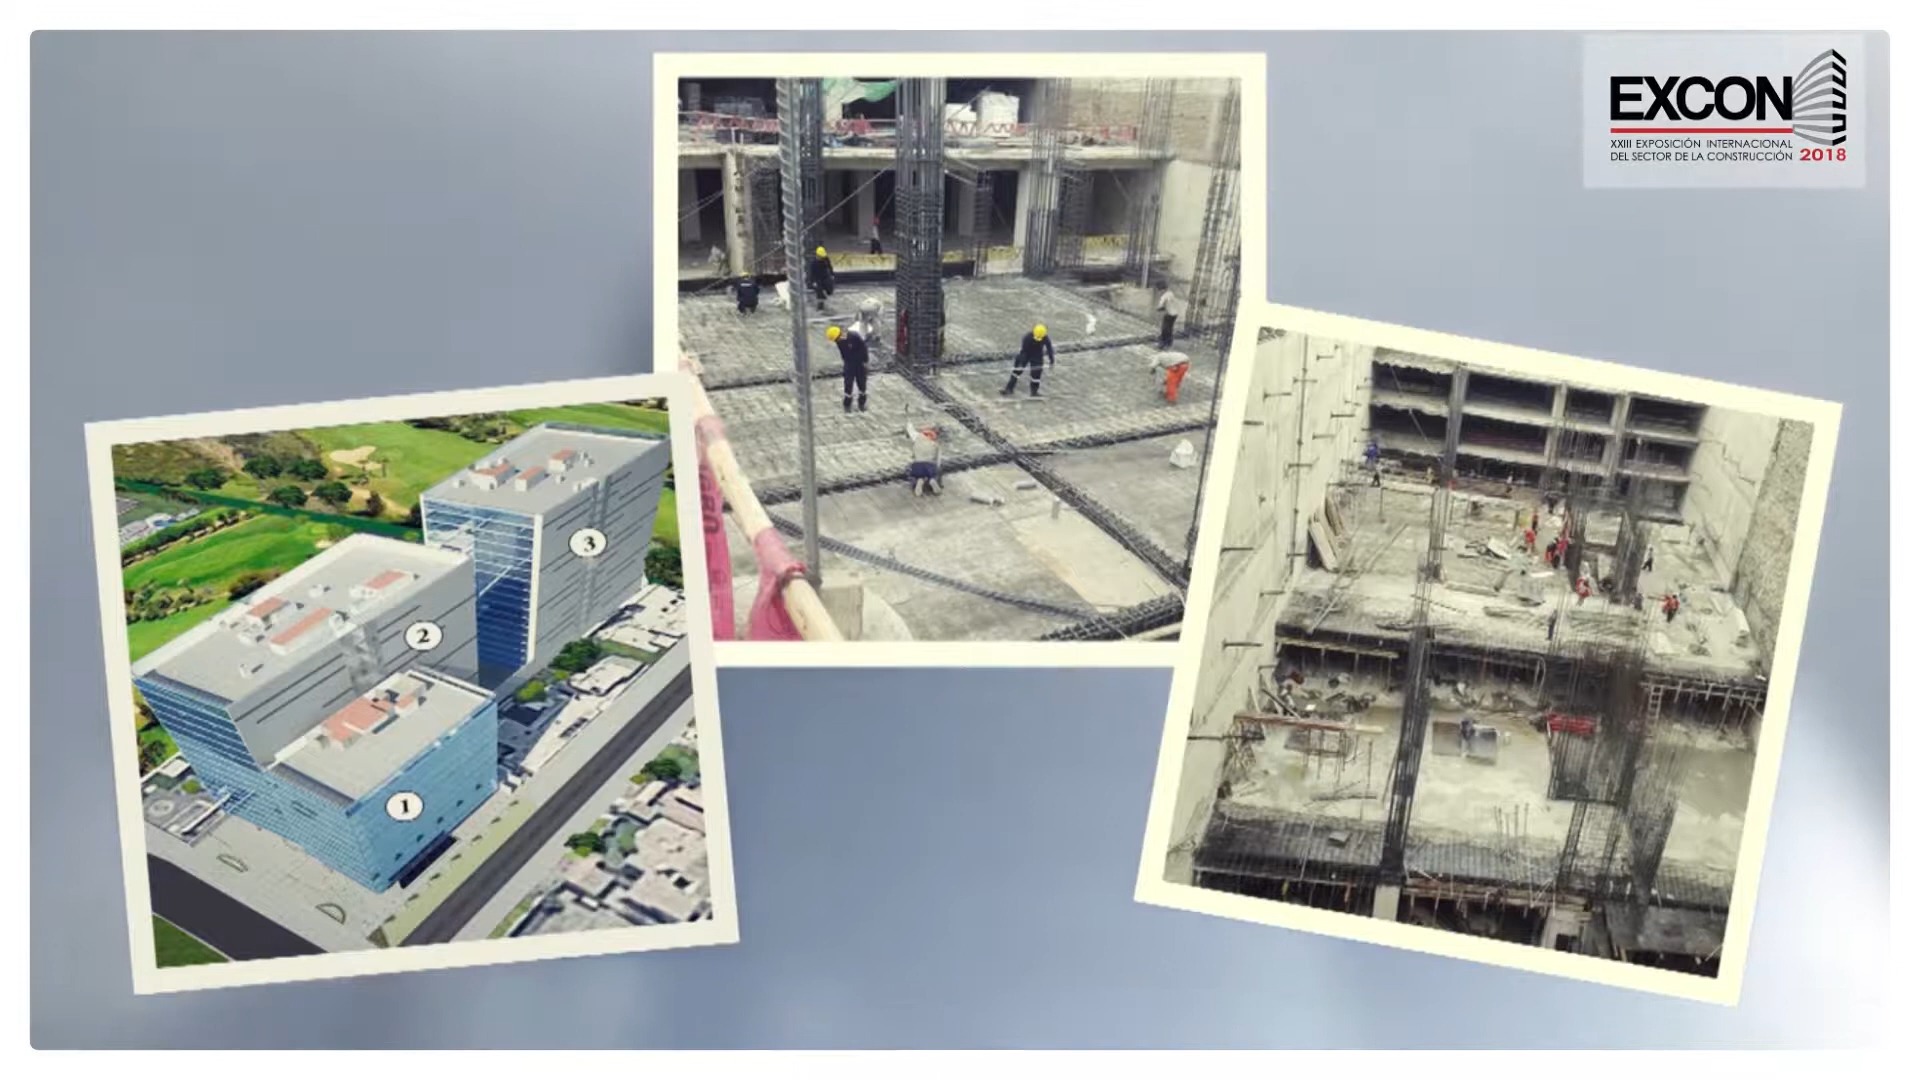 EXCON
XXIII EXPOSICIÓN INTERNACIONAL
DEL SECTOR DE LA CONSTRUCCIÓN 2018
3
2
1